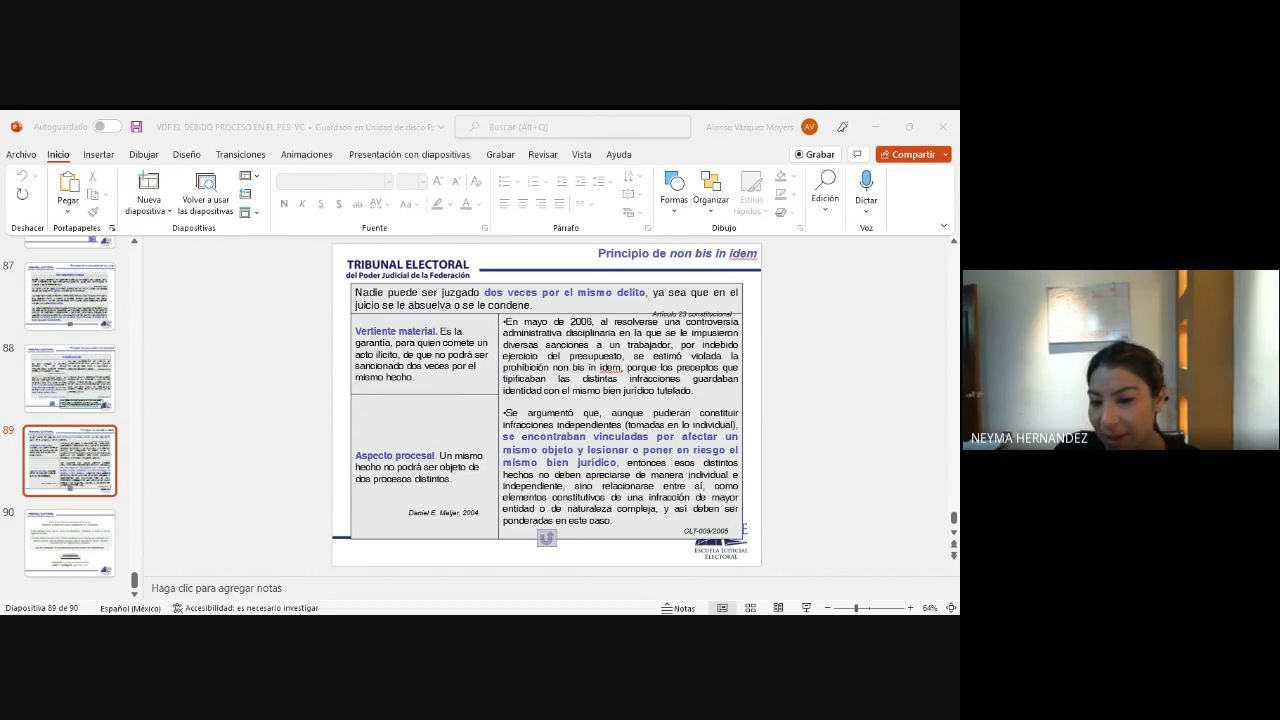 Autoguardado
VDF EL DEBIDO PROCESO EN EL PES VC • Guardado en Unidad de disco P:
Buscar (Alt+Q)
Alonso Vázquez Moyers
AV
Archivo Inicio Insertar Dibujar Diseño Transiciones Animaciones Presentación con diapositivas Grabar Revisar Vista Ayuda
Grabar
Compartir
Pegar
Nueva diapositiva
Volver a usar las diapositivas
N K S S ab AV Aa A
Formas
Organizar
Estilos rápidos
Edición
Dictar
Deshacer Portapapeles Diapositivas Fuente Párrafo Dibujo Voz
87
88
89
90
Principio de non bis in idem
TRIBUNAL ELECTORAL
del Poder Judicial de la Federación
Nadie puede ser juzgado dos veces por el mismo delito, ya sea que en el
juicio se le absuelva o se le condene.
Artículo 23 constitucional
Vertiente material. Es la
garantía, para quien comete un
acto ilícito, de que no podrá ser
sancionado dos veces por el
mismo hecho.
•En mayo de 2006, al resolverse una controversia
administrativa disciplinaria en la que se le impusieron
diversas sanciones a un trabajador, por indebido
ejercicio del presupuesto, se estimó violada la
prohibición non bis in idem, porque los preceptos que
tipificaban las distintas infracciones guardaban
identidad con el mismo bien jurídico tutelado.
Aspecto procesal. Un mismo
hecho no podrá ser objeto de
dos procesos distintos.
Daniel E. Maljar, 2004
•Se argumentó que, aunque pudieran constituir
infracciones independientes (tomadas en lo individual),
se encontraban vinculadas por afectar un
mismo objeto y lesionar o poner en riesgo el
mismo bien jurídico, entonces esos distintos
hechos no deben apreciarse de manera individual e
independiente, sino relacionarse entre sí, como
elementos constitutivos de una infracción de mayor
entidad o de naturaleza compleja, y así deben ser
ponderadas en este caso.
CLT-009/2005
ESCUELA JUDICIAL
ELECTORAL
Haga clic para agregar notas
Diapositiva 89 de 90 Español (México) Accesibilidad: es necesario investigar Notas 64%
NEYMA HERNANDEZ